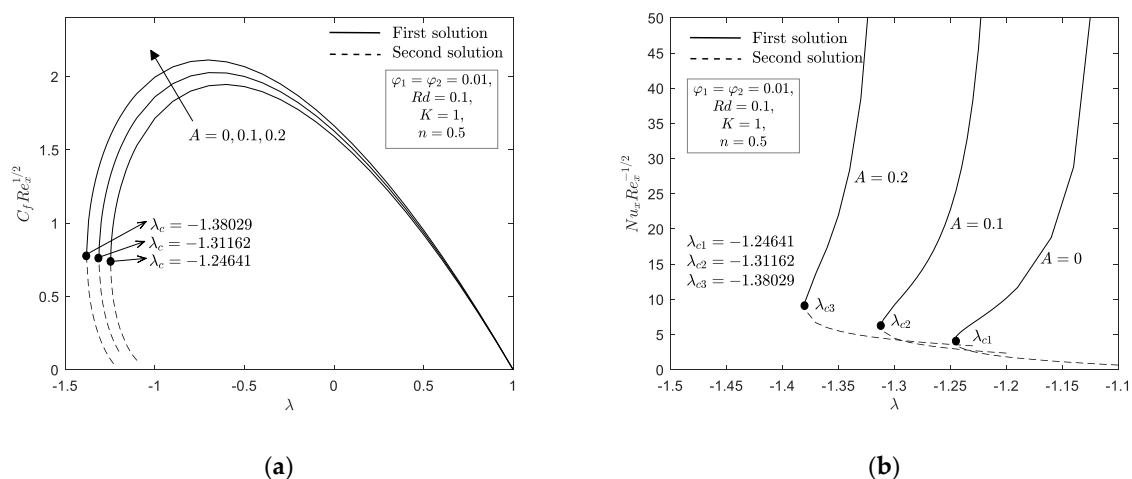 First solution
Second solution
φ₁ = φ₂ = 0.01,
Rd = 0.1,
K = 1,
n = 0.5
A = 0, 0.1, 0.2
λc = −1.38029
λc = −1.31162
λc = −1.24641
C_f Re_x^{1/2}
2
1.5
1
0.5
0
-1.5
-1
-0.5
0
0.5
1
λ
(a)
First solution
Second solution
φ₁ = φ₂ = 0.01,
Rd = 0.1,
K = 1,
n = 0.5
A = 0.2
A = 0.1
A = 0
λc1 = −1.24641
λc2 = −1.31162
λc3 = −1.38029
λc3
λc2
λc1
Nu_x Re_x^{−1/2}
50
45
40
35
30
25
20
15
10
5
0
-1.5
-1.45
-1.4
-1.35
-1.3
-1.25
-1.2
-1.15
-1.1
λ
(b)